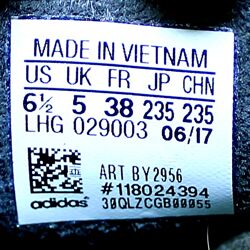 MADE IN VIETNAM
US UK FR JP CHN
6½ 5 38 235 235
LHG 029003 06/17
ART BY2956
#118024394
adidas 30QLZCGB00055